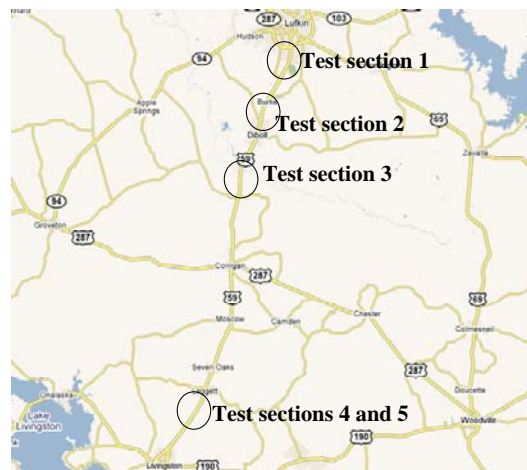 287
Lufkin
103
Hudson
Test section 1
94
Apple
Springs
Burke
Test section 2
69
Diboll
Zavalla
59
Test section 3
94
Groveton
287
Corrigan
287
59
69
Chester
Moscow
Camden
Colmesneil
Seven Oaks
287
Leggett
Doucette
Onalaska
Lake
Livingston
Test sections 4 and 5
Woodville
190
Livingston
190